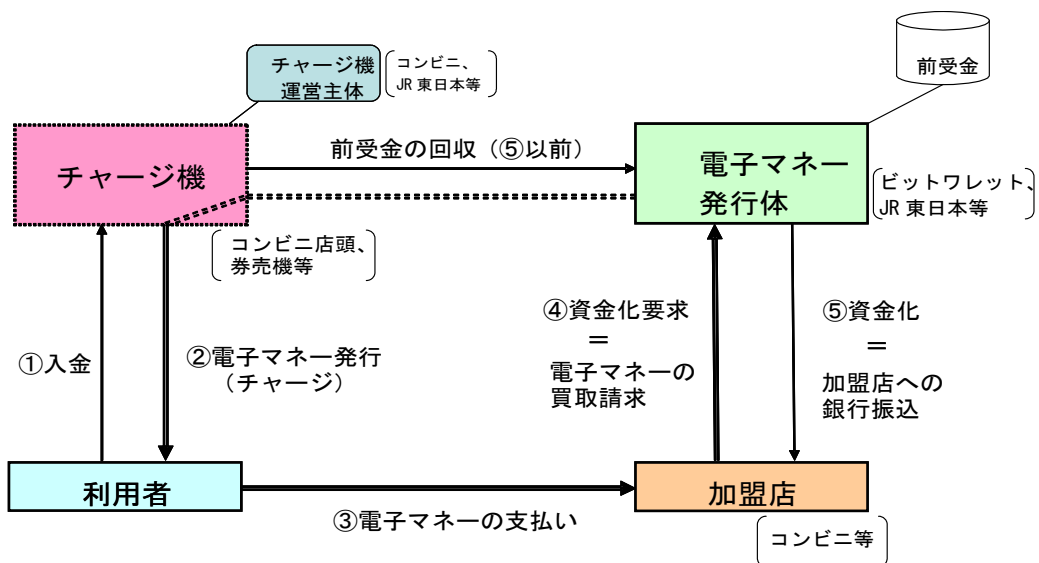 チャージ機
運営主体
コンビニ、
JR東日本等
前受金
チャージ機
前受金の回収（⑤以前）
電子マネー
発行体
ビットワレット、
JR東日本等
コンビニ店頭、
券売機等
①入金
②電子マネー発行
（チャージ）
④資金化要求
＝
電子マネーの
買取請求
⑤資金化
＝
加盟店への
銀行振込
利用者
③電子マネーの支払い
加盟店
コンビニ等